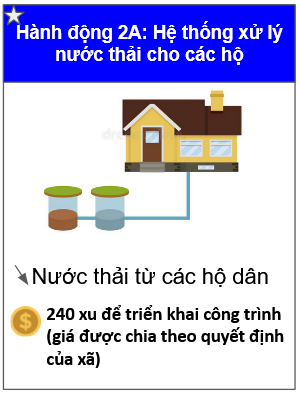 Hành động 2A: Hệ thống xử lý
nước thải cho các hộ
Nước thải từ các hộ dân
240 xu để triển khai công trình
(giá được chia theo quyết định
của xã)